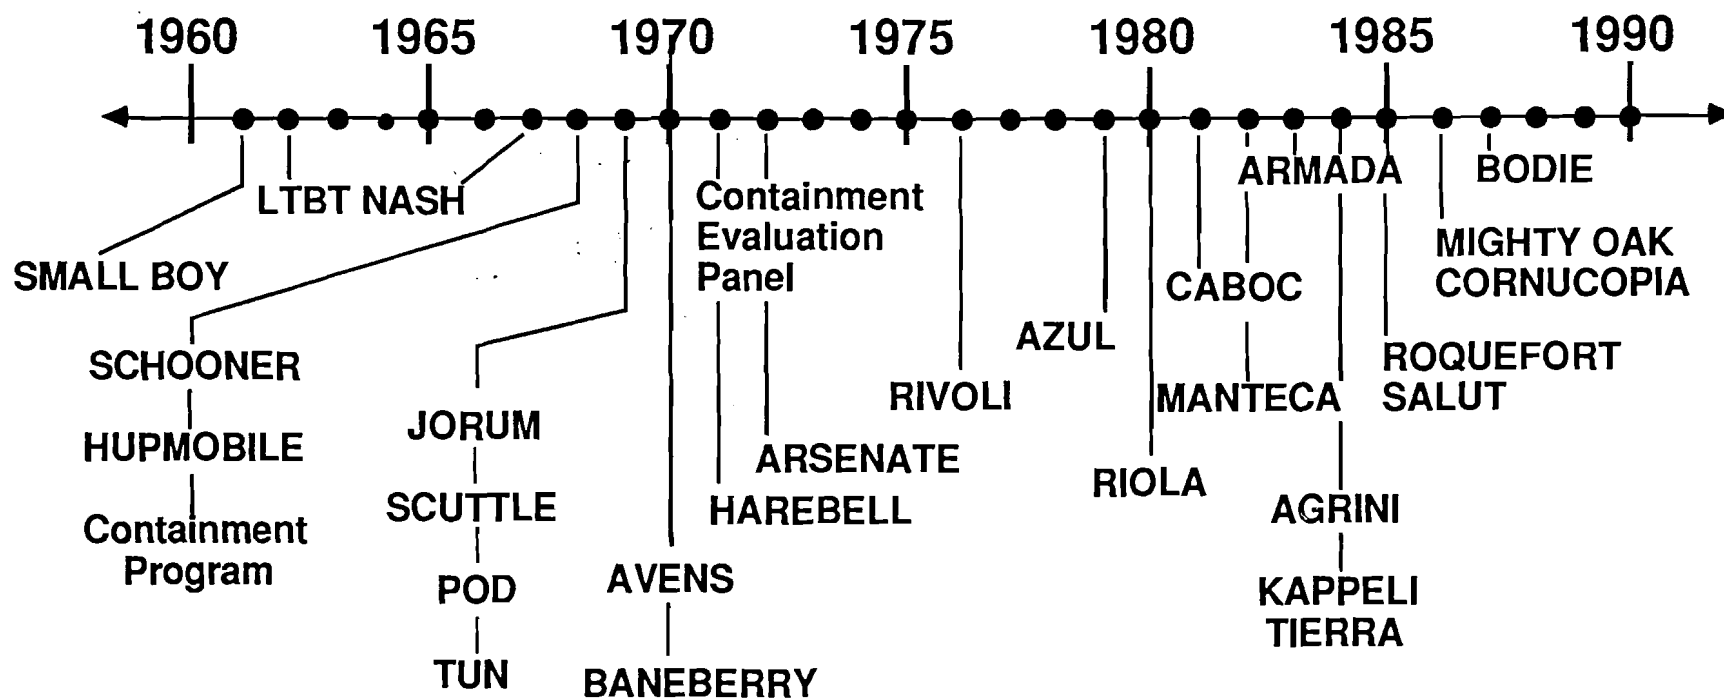 1960 1965 1970 1975 1980 1985 1990
SMALL BOY
LTBT NASH
SCHOONER
HUPMOBILE
Containment
Program
JORUM
SCUTTLE
POD
TUN
AVENS
BANEBERRY
Containment
Evaluation
Panel
HAREBELL
ARSENATE
RIVOLI
AZUL
RIOLA
CABOC
MANTECA
ARMADA
AGRINI
KAPPELI
TIERRA
ROQUEFORT
SALUT
MIGHTY OAK
CORNUCOPIA
BODIE